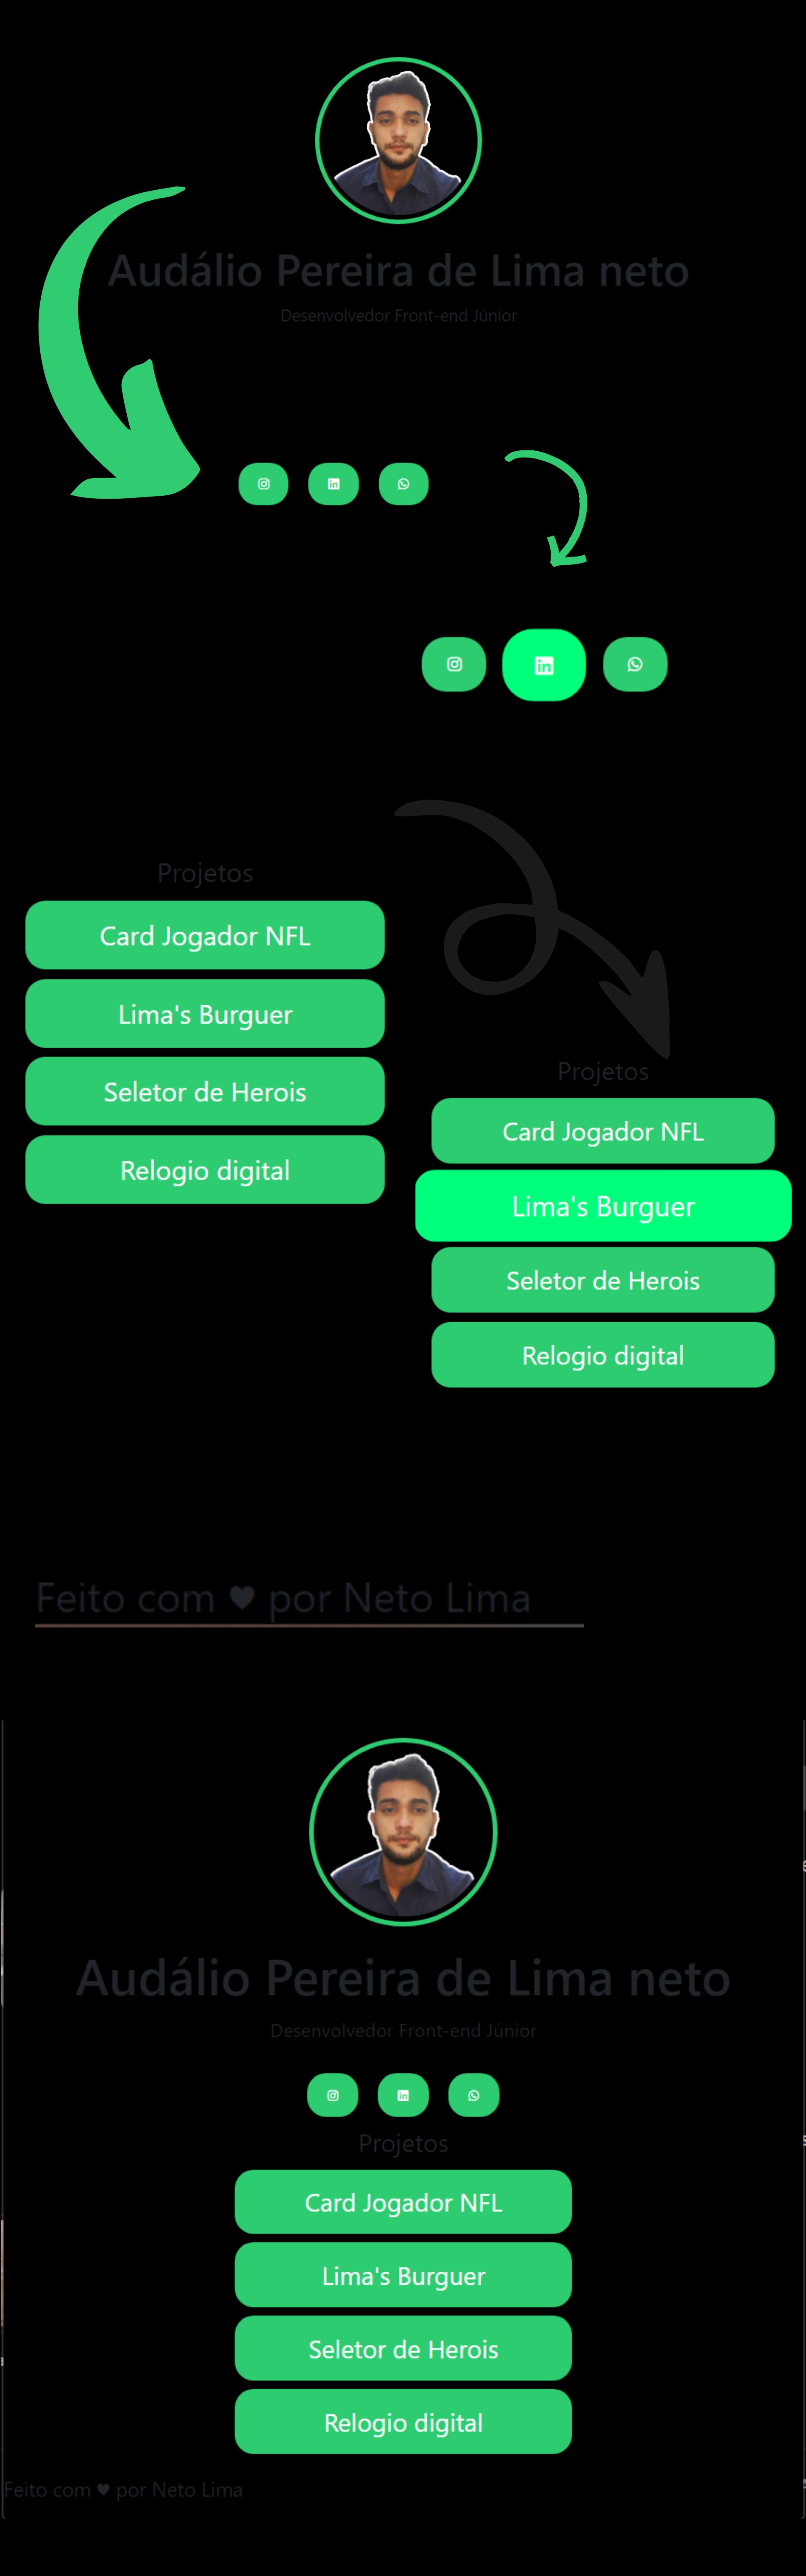 Audálio Pereira de Lima neto
Desenvolvedor Front-end Júnior
in
in
Projetos
Card Jogador NFL
Lima's Burguer
Seletor de Herois
Relogio digital
Projetos
Card Jogador NFL
Lima's Burguer
Seletor de Herois
Relogio digital
Feito com ♥ por Neto Lima
Audálio Pereira de Lima neto
Desenvolvedor Front-end Júnior
in
Projetos
Card Jogador NFL
Lima's Burguer
Seletor de Herois
Relogio digital
Feito com ♥ por Neto Lima